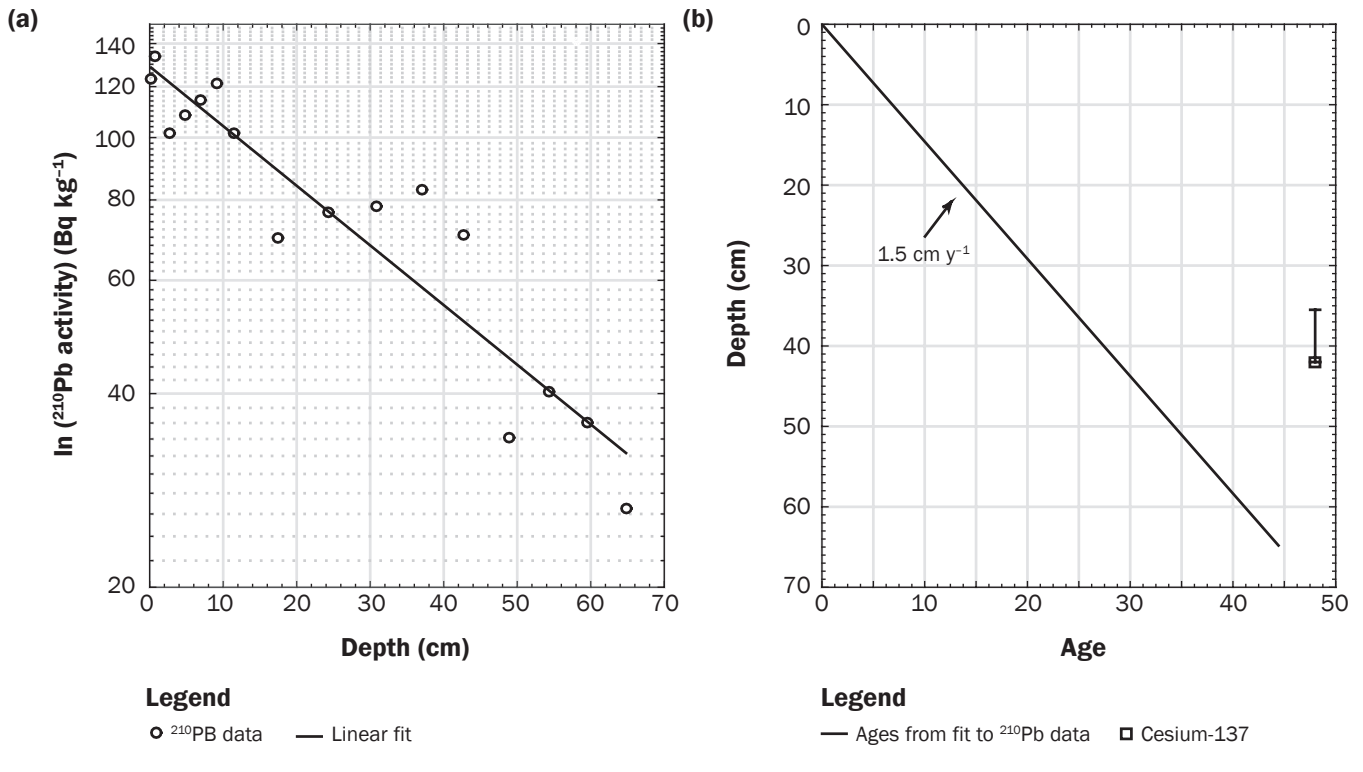 (a)
140
120
100
80
60
40
20
0 10 20 30 40 50 60 70
ln (²¹⁰Pb activity) (Bq kg⁻¹)
Depth (cm)
Legend
²¹⁰PB data
Linear fit
(b)
0
10
20
30
40
50
60
70
0 10 20 30 40 50
Depth (cm)
1.5 cm y⁻¹
Age
Legend
Ages from fit to ²¹⁰Pb data
Cesium-137